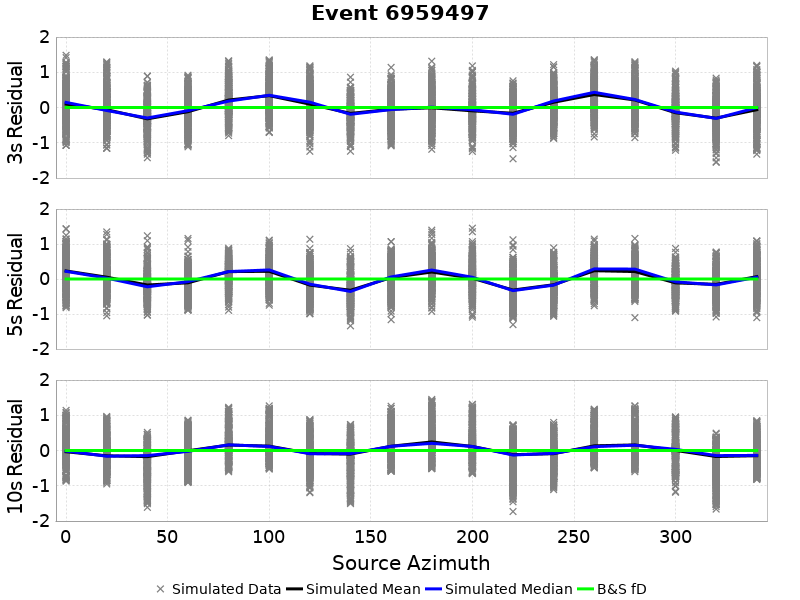 Event 6959497
3s Residual
2
1
0
-1
-2
5s Residual
2
1
0
-1
-2
10s Residual
2
1
0
-1
-2
0 50 100 150 200 250 300
Source Azimuth
Simulated Data Simulated Mean Simulated Median B&S fD